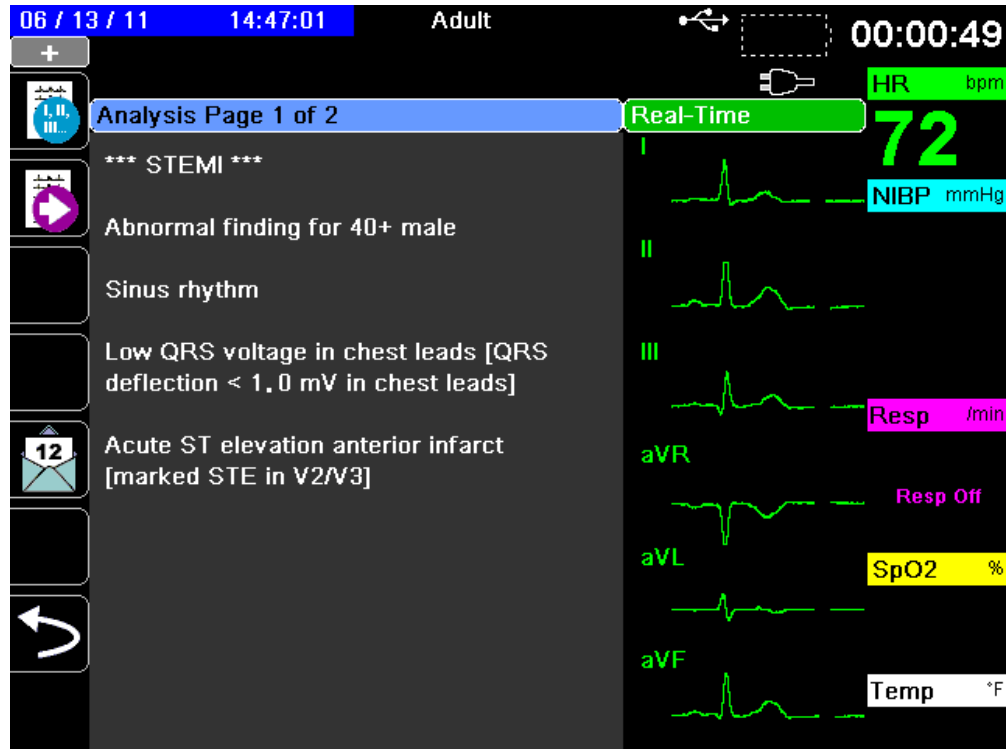 06 / 13 / 11 14:47:01 Adult 00:00:49
+
HR bpm
I, II, III...
Analysis Page 1 of 2
Real-Time
72
*** STEMI ***
I
NIBP mmHg
Abnormal finding for 40+ male
II
Sinus rhythm
Low QRS voltage in chest leads [QRS
deflection < 1.0 mV in chest leads]
III
Resp /min
12
Acute ST elevation anterior infarct
[marked STE in V2/V3]
aVR
Resp Off
aVL
SpO2 %
aVF
Temp °F